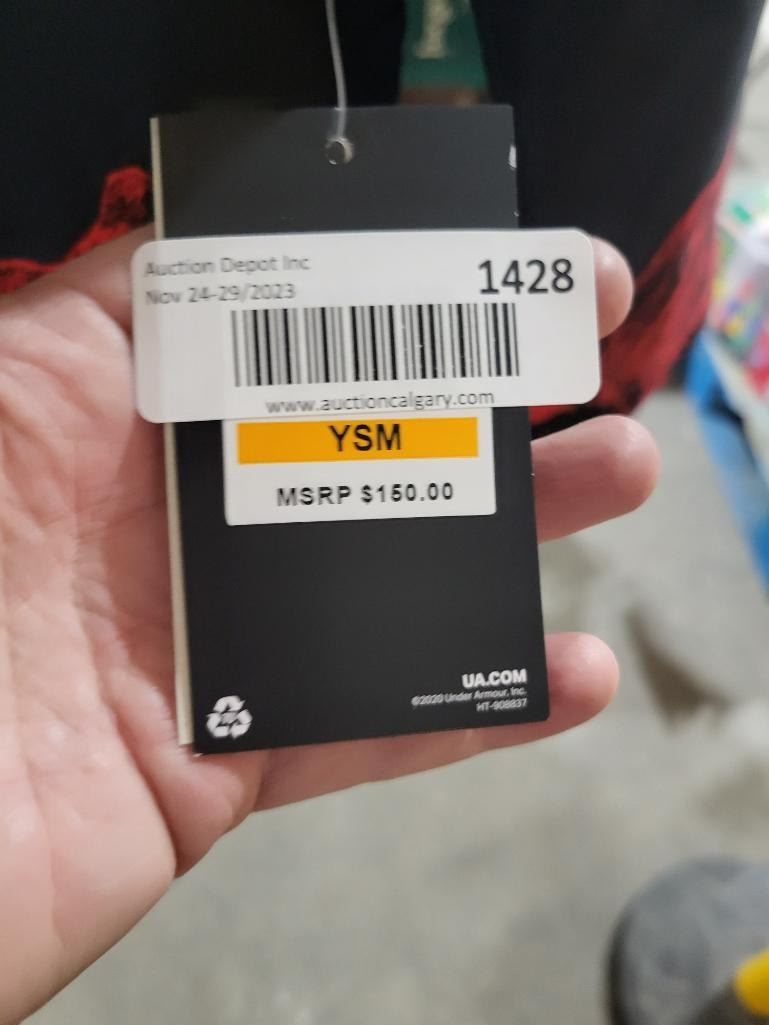 Auction Depot Inc
Nov 24-29/2023
1428
www.auctioncalgary.com
YSM
MSRP $150.00
UA.COM
©2020 Under Armour, Inc.
HT-908837